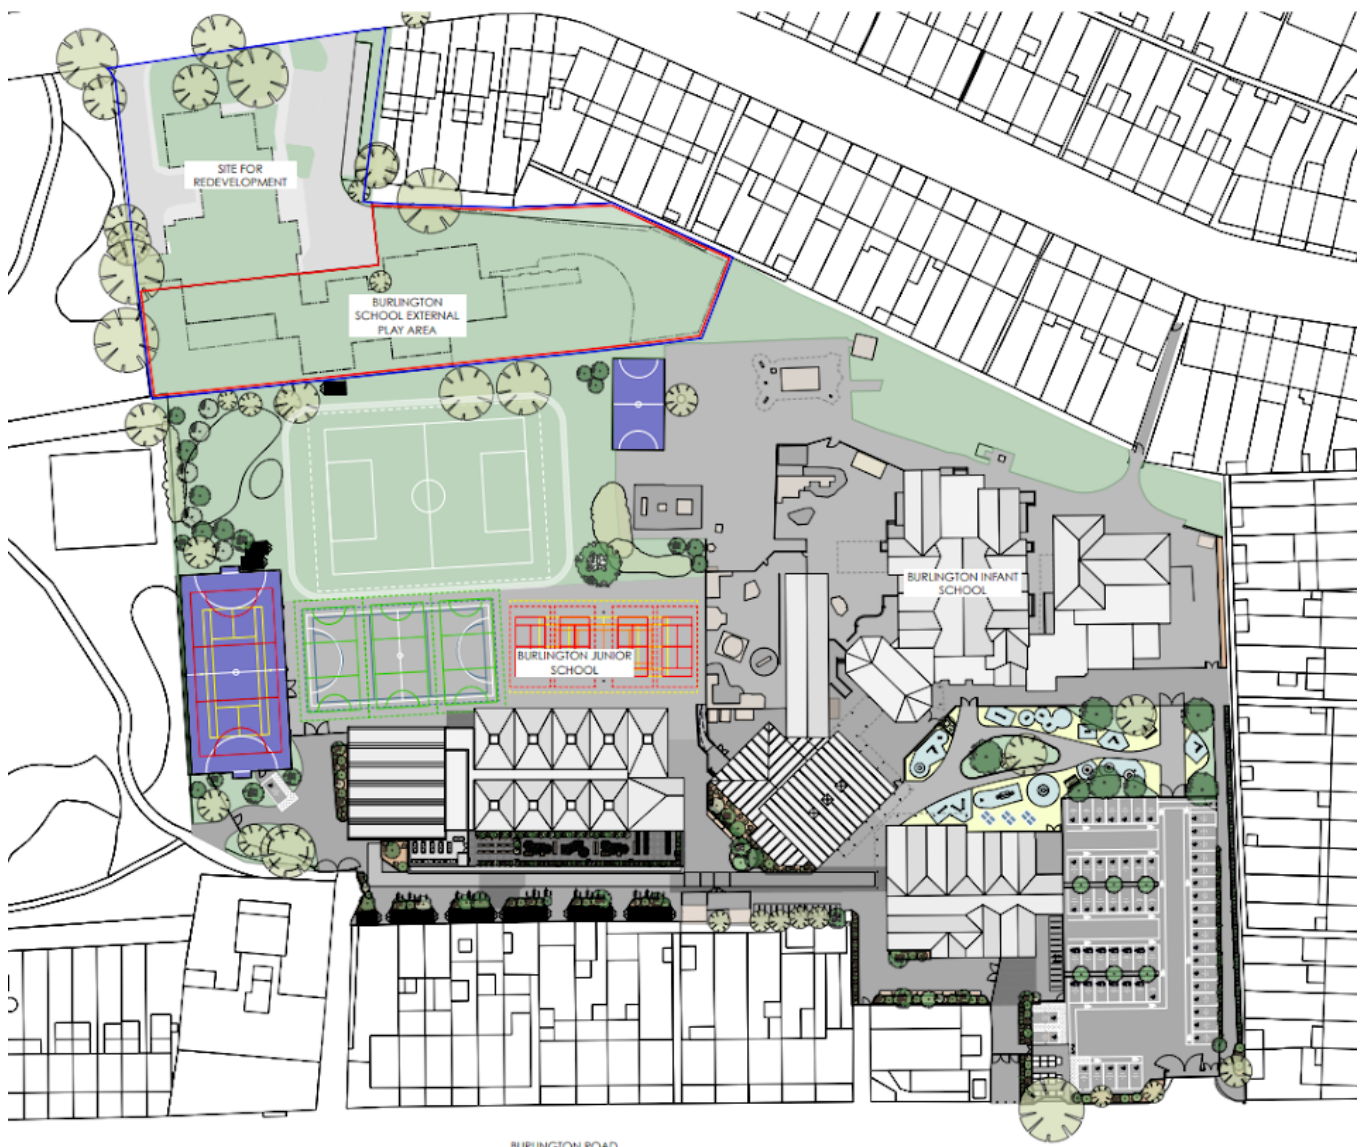 SITE FOR
REDEVELOPMENT
BURLINGTON
SCHOOL EXTERNAL
PLAY AREA
BURLINGTON INFANT
SCHOOL
BURLINGTON JUNIOR
SCHOOL
BURLINGTON ROAD